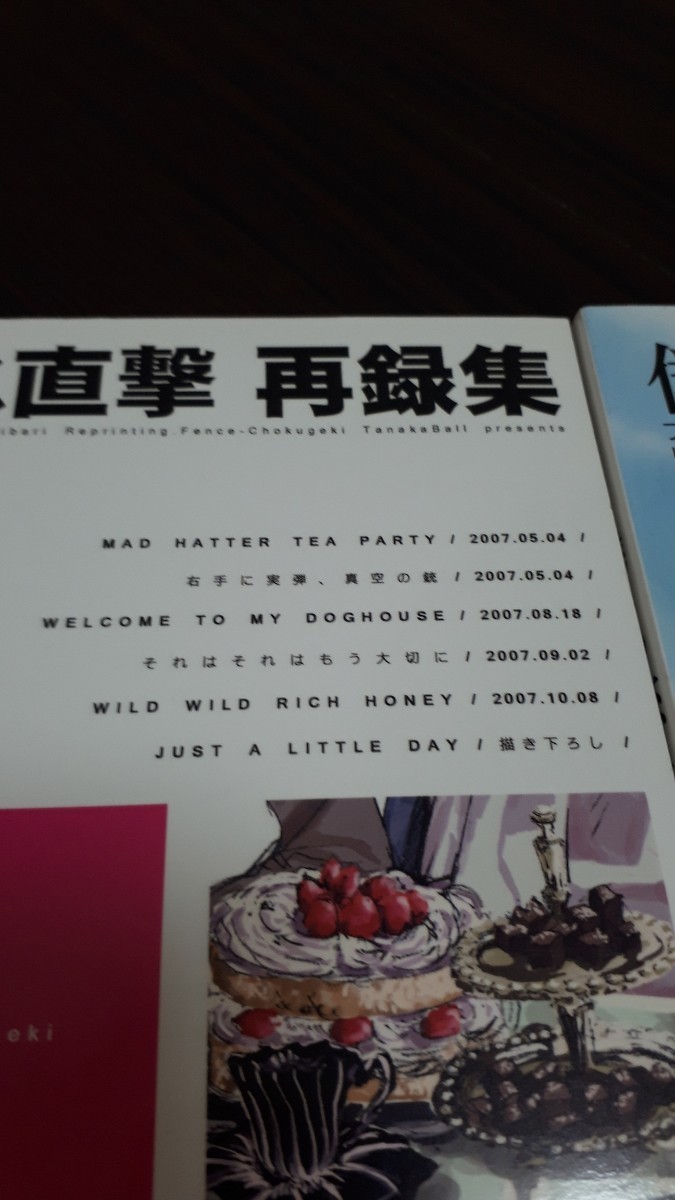 直撃 再録集
ibari Reprinting.Fence-Chokugeki TanakaBall presents
MAD HATTER TEA PARTY / 2007.05.04 /
右手に実弾、真空の銃 / 2007.05.04 /
WELCOME TO MY DOGHOUSE / 2007.08.18 /
それはそれはもう大切に / 2007.09.02 /
WILD WILD RICH HONEY / 2007.10.08 /
JUST A LITTLE DAY / 描き下ろし /
eki